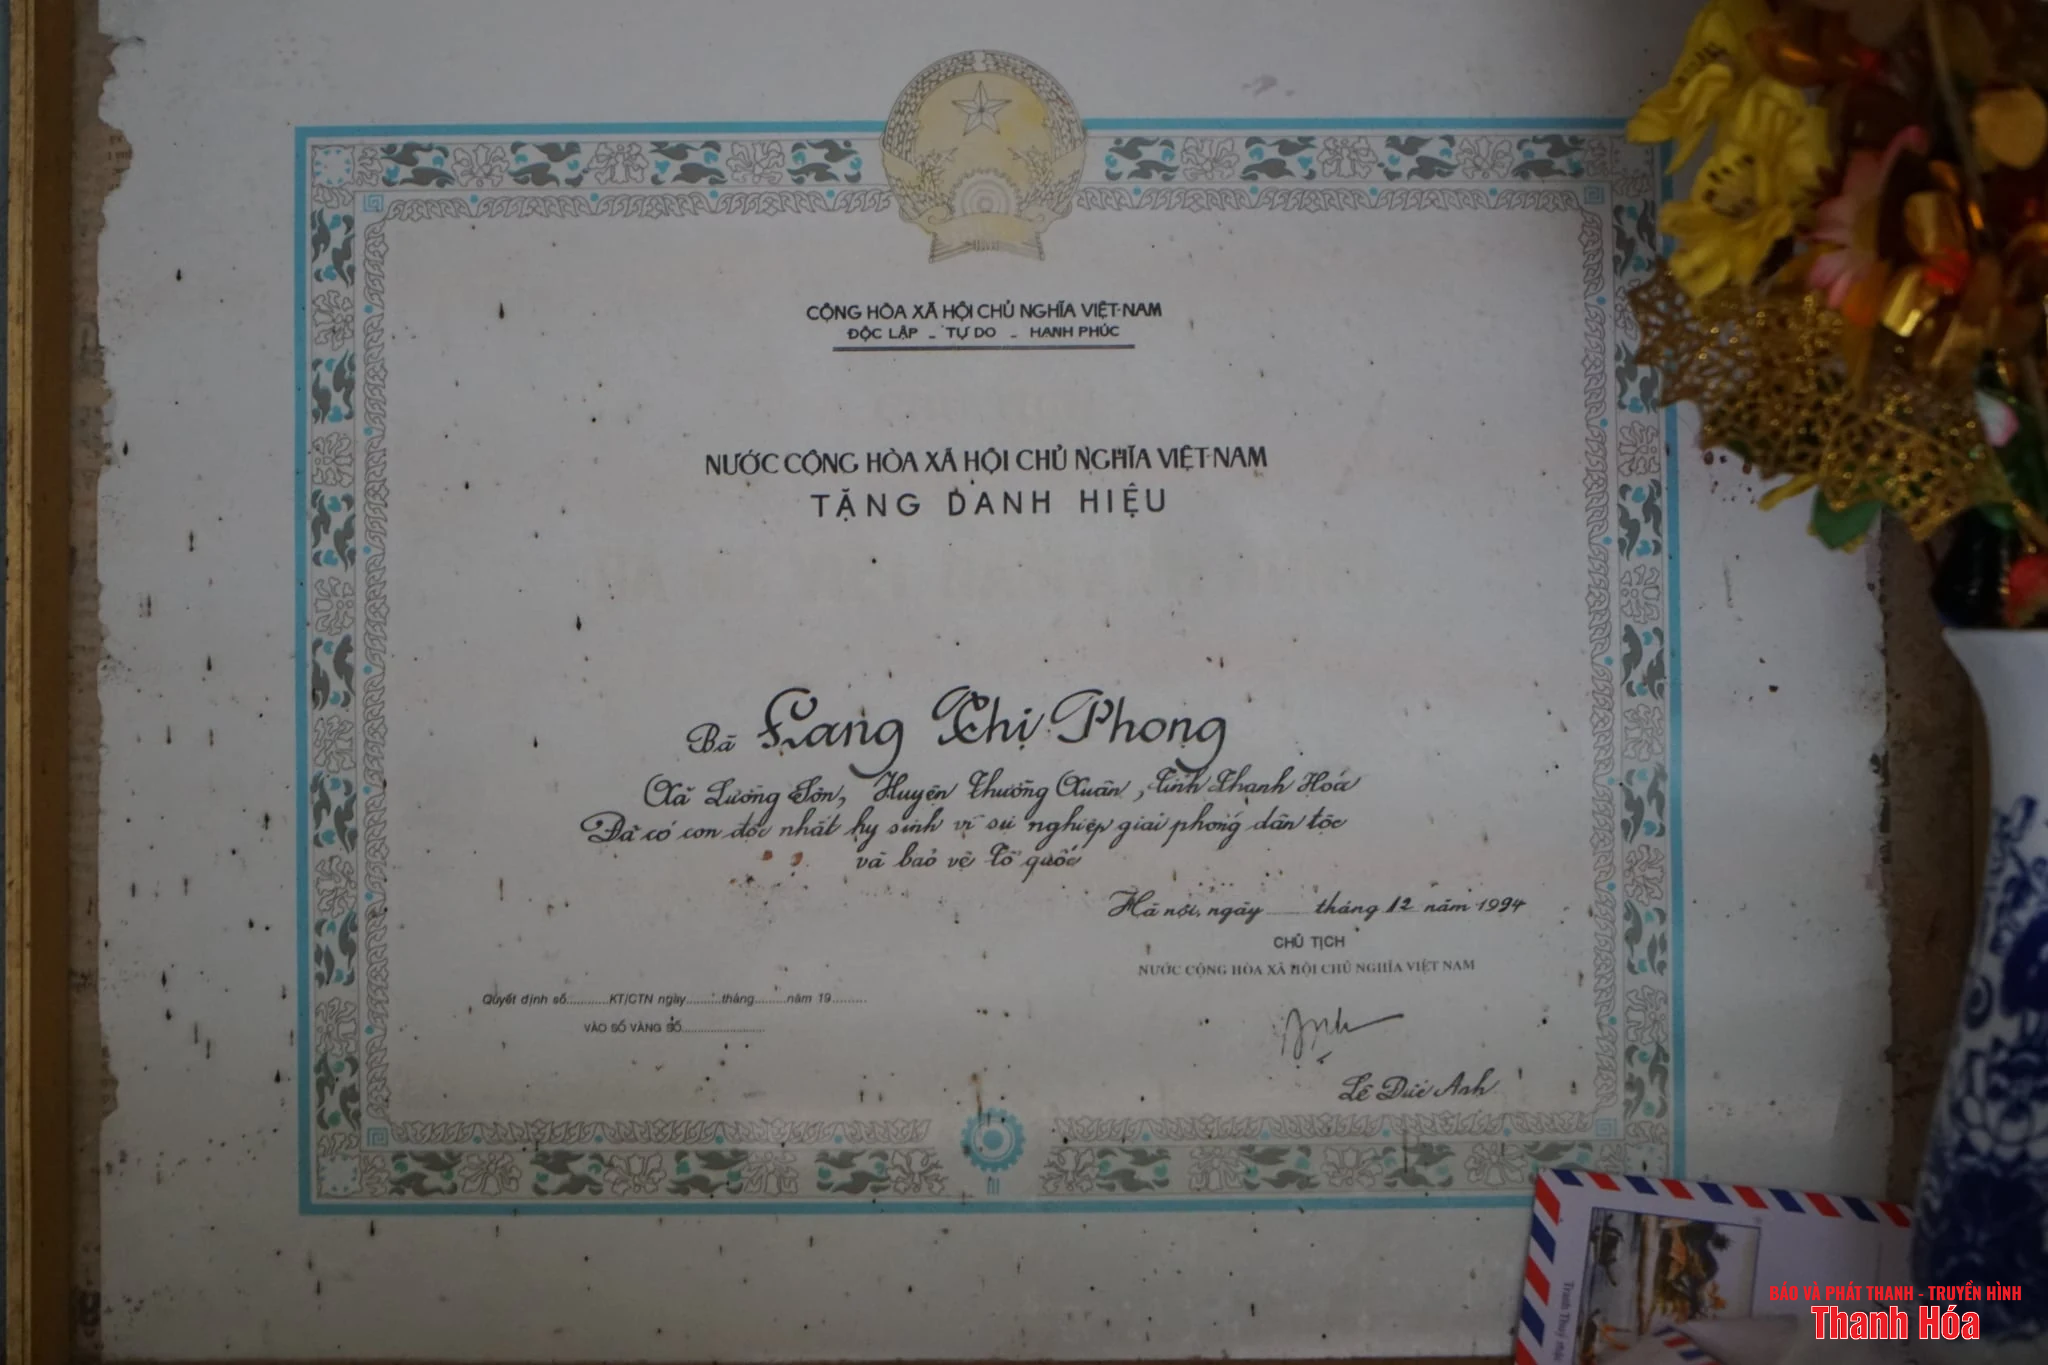 CỘNG HÒA XÃ HỘI CHỦ NGHĨA VIỆT-NAM
ĐỘC LẬP - TỰ DO - HẠNH PHÚC
NƯỚC CỘNG HÒA XÃ HỘI CHỦ NGHĨA VIỆT-NAM
TẶNG DANH HIỆU
Bà Lang Thị Phong
Xã Lương Sơn, Huyện Thường Xuân, Tỉnh Thanh Hóa
Đã có con độc nhất hy sinh vì sự nghiệp giải phóng dân tộc
và bảo vệ Tổ quốc
Hà nội, ngày ___ tháng 12 năm 1994
CHỦ TỊCH
NƯỚC CỘNG HÒA XÃ HỘI CHỦ NGHĨA VIỆT NAM
Quyết định số...........KT/CTN ngày.........tháng........năm 19.........
VÀO SỔ VÀNG SỐ.........................
Lê Đức Anh
BÁO VÀ PHÁT THANH - TRUYỀN HÌNH
Thanh Hóa